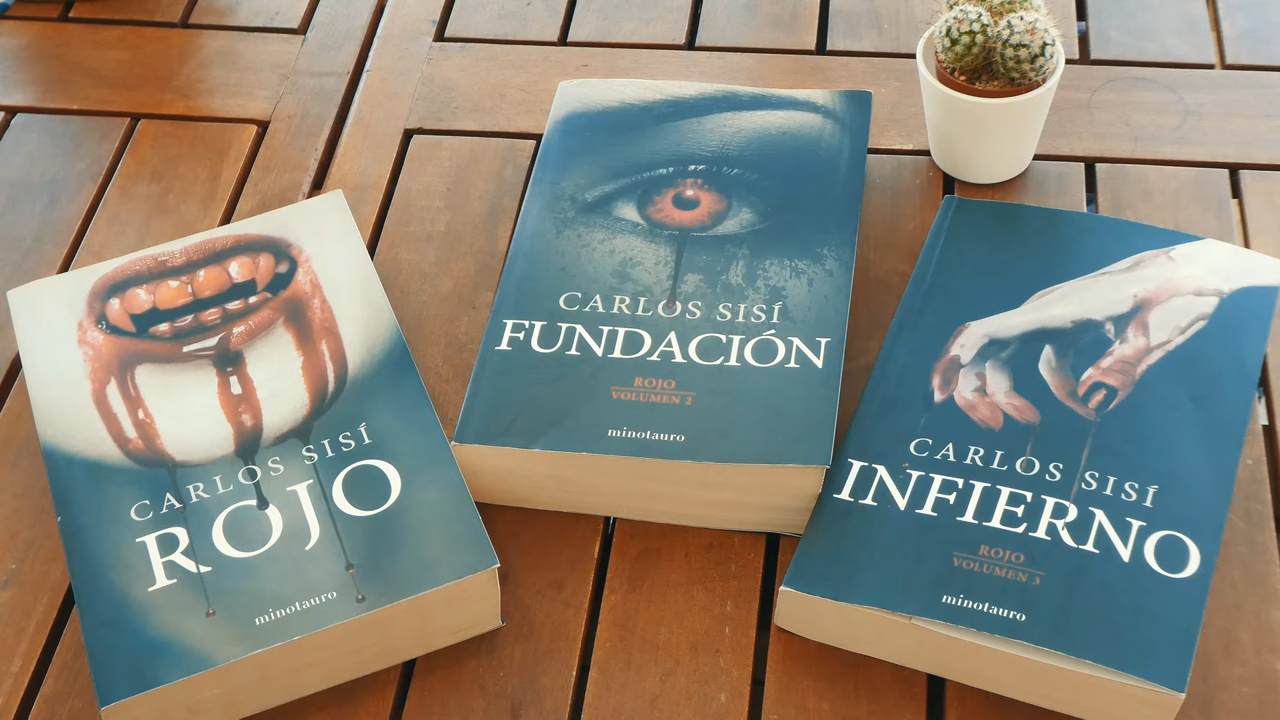 CARLOS SISÍ
ROJO
minotauro
CARLOS SISÍ
FUNDACIÓN
ROJO
VOLUMEN 2
minotauro
CARLOS SISÍ
INFIERNO
ROJO
VOLUMEN 3
minotauro